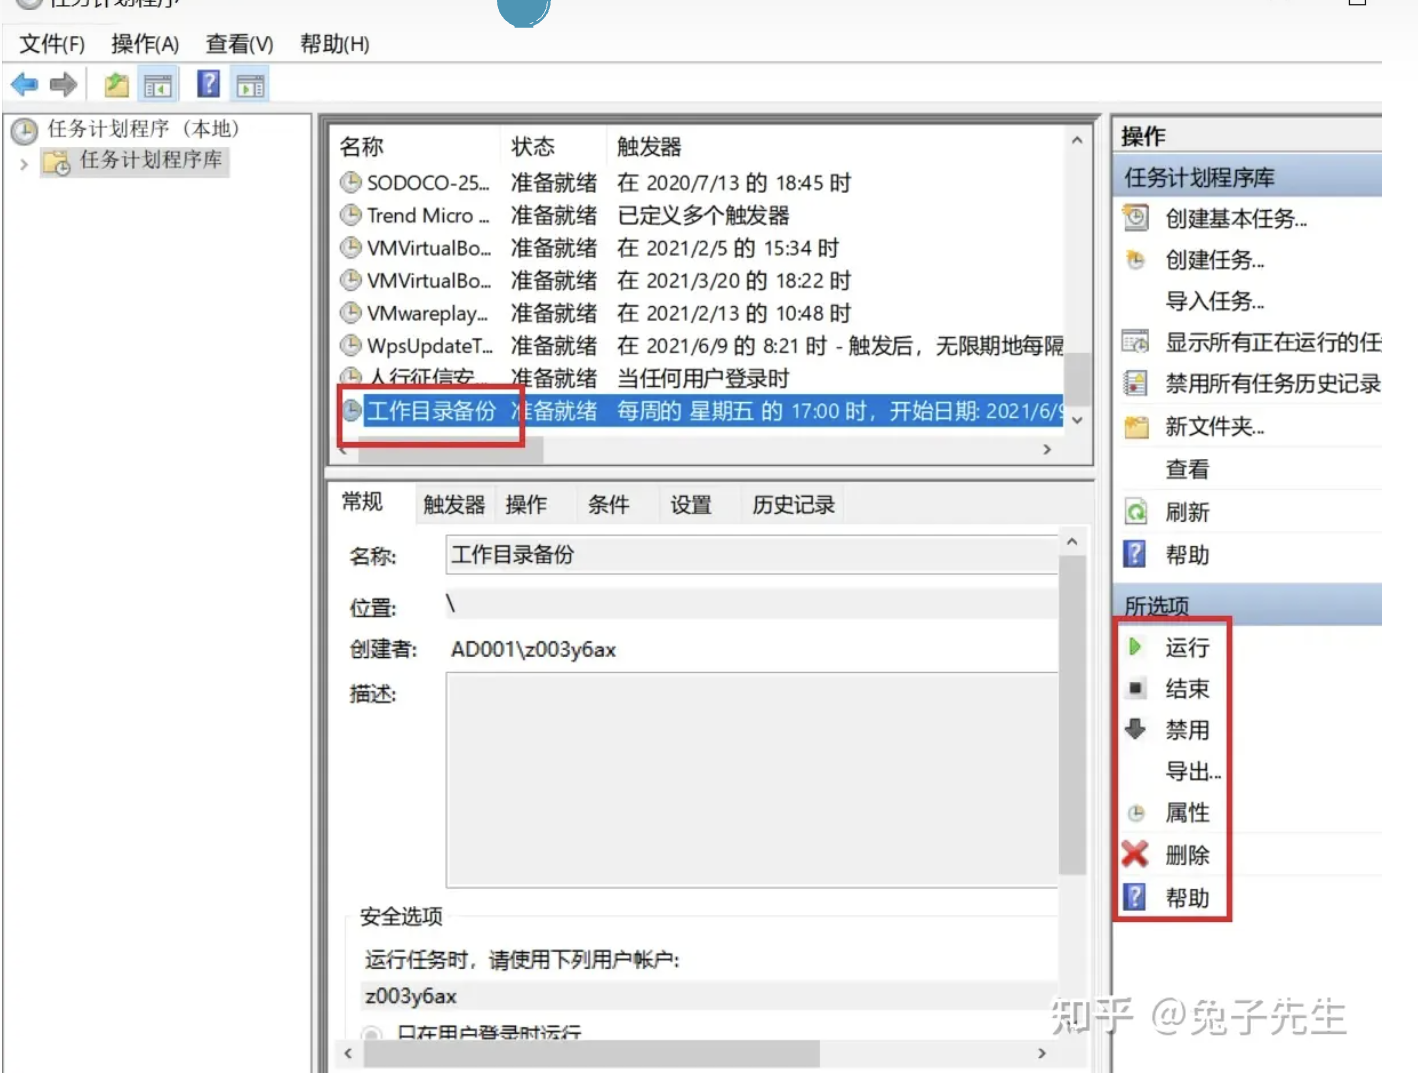 任务计划程序
文件(F) 操作(A) 查看(V) 帮助(H)
任务计划程序（本地）
任务计划程序库
名称 状态 触发器
SODOCO-25... 准备就绪 在 2020/7/13 的 18:45 时
Trend Micro ... 准备就绪 已定义多个触发器
VMVirtualBo... 准备就绪 在 2021/2/5 的 15:34 时
VMVirtualBo... 准备就绪 在 2021/3/20 的 18:22 时
VMwareplay... 准备就绪 在 2021/2/13 的 10:48 时
WpsUpdateT... 准备就绪 在 2021/6/9 的 8:21 时 - 触发后，无限期地每隔
人行征信安... 准备就绪 当任何用户登录时
工作目录备份 准备就绪 每周的 星期五 的 17:00 时，开始日期: 2021/6/9
常规 触发器 操作 条件 设置 历史记录
名称: 工作目录备份
位置: \
创建者: AD001\z003y6ax
描述:
安全选项
运行任务时，请使用下列用户帐户:
z003y6ax
只在用户登录时运行
操作
任务计划程序库
创建基本任务...
创建任务...
导入任务...
显示所有正在运行的任
禁用所有任务历史记录
新文件夹...
查看
刷新
帮助
所选项
运行
结束
禁用
导出...
属性
删除
帮助
知乎 @兔子先生